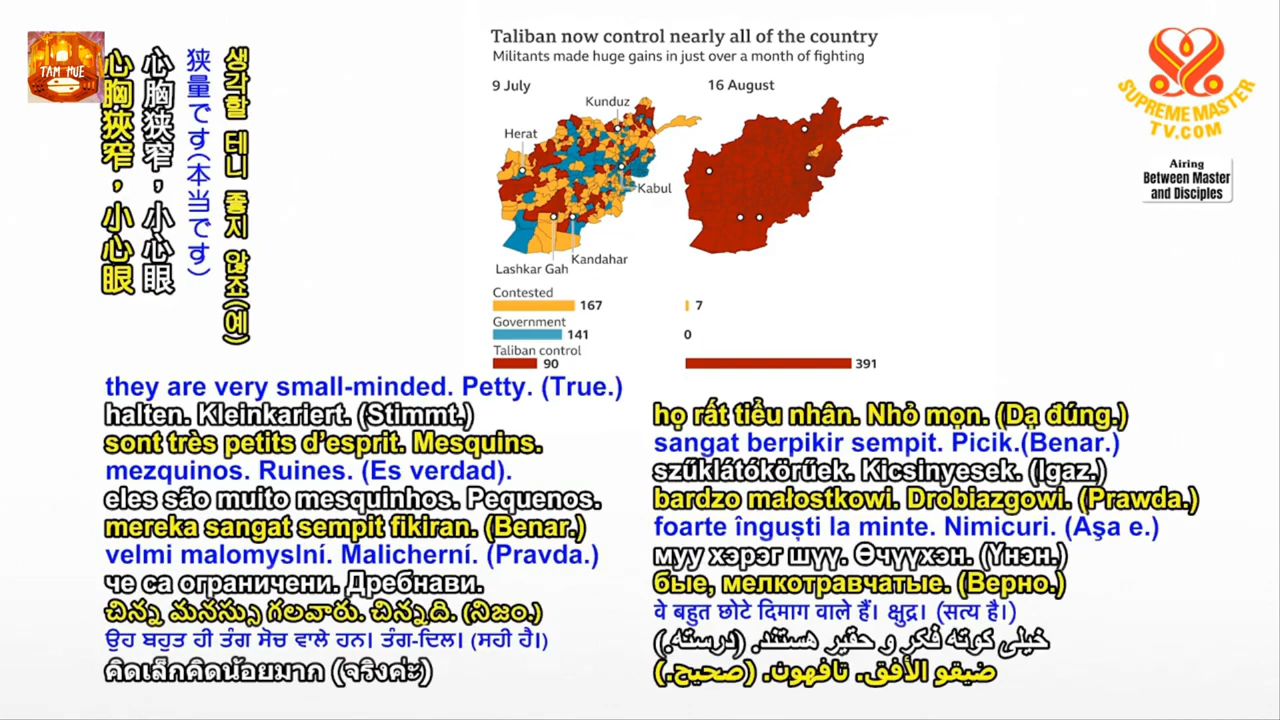 TAM HUE
心胸狹窄，小心眼
心胸狭窄，小心眼
狭量です(本当です)
생각할 테니 좋지 않죠(예)
Taliban now control nearly all of the country
Militants made huge gains in just over a month of fighting
9 July
16 August
Kunduz
Herat
Kabul
Kandahar
Lashkar Gah
Contested
167
7
Government
141
0
Taliban control
90
391
SUPREME MASTER
TV.COM
Airing
Between Master
and Disciples
they are very small-minded. Petty. (True.)
halten. Kleinkariert. (Stimmt.)
sont très petits d'esprit. Mesquins.
mezquinos. Ruines. (Es verdad).
eles são muito mesquinhos. Pequenos.
mereka sangat sempit fikiran. (Benar.)
velmi malomyslní. Malicherní. (Pravda.)
че са ограничени. Дребнави.
చిన్న మనస్సు గలవారు. చిన్నది. (నిజం.)
ਉਹ ਬਹੁਤ ਹੀ ਤੰਗ ਸੋਚ ਵਾਲੇ ਹਨ। ਤੰਗ-ਦਿਲ। (ਸਹੀ ਹੈ।)
คิดเล็กคิดน้อยมาก (จริงค่ะ)
họ rất tiểu nhân. Nhỏ mọn. (Dạ đúng.)
sangat berpikir sempit. Picik.(Benar.)
szűklátókörűek. Kicsinyesek. (Igaz.)
bardzo małostkowi. Drobiazgowi. (Prawda.)
foarte înguști la minte. Nimicuri. (Așa e.)
муу хэрэг шүү. Өчүүхэн. (Үнэн.)
бые, мелкотравчатые. (Верно.)
वे बहुत छोटे दिमाग वाले हैं। क्षुद्र। (सत्य है।)
خیلی کوته فکر و حقیر هستند. (درسته.)
ضيقو الأفق. تافهون. (صحيح.)